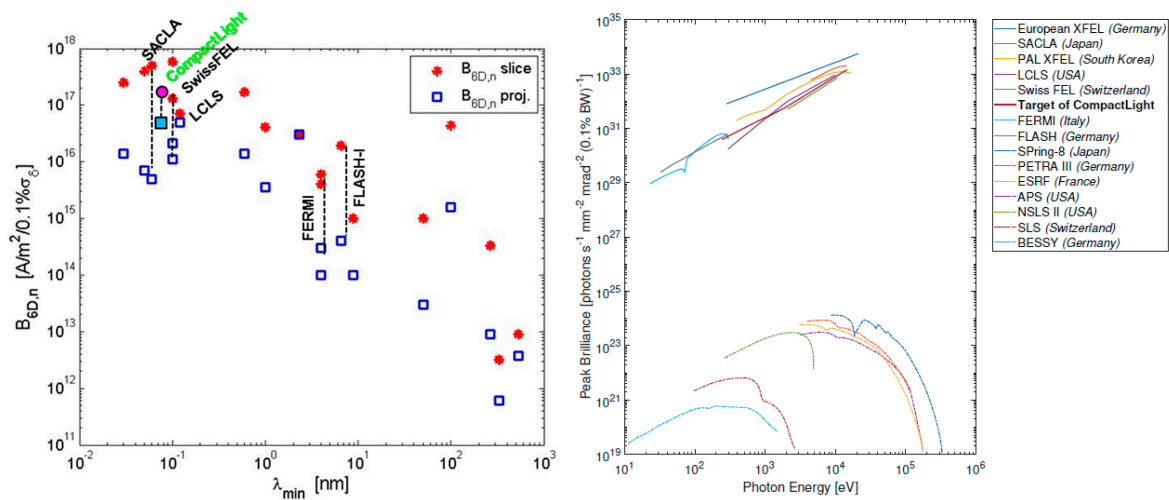 10^18
10^17
10^16
10^15
10^14
10^13
10^12
10^11
B_6D,n [A/m²/0.1%σ_δ]
SACLA
CompactLight
SwissFEL
LCLS
FERMI
FLASH-I
B_6D,n slice
B_6D,n proj.
10^-2
10^-1
10^0
10^1
10^2
10^3
λ_min [nm]
10^35
10^33
10^31
10^29
10^27
10^25
10^23
10^21
10^19
Peak Brilliance [photons s^-1 mm^-2 mrad^-2 (0.1% BW)^-1]
10^1
10^2
10^3
10^4
10^5
10^6
Photon Energy [eV]
European XFEL (Germany)
SACLA (Japan)
PAL XFEL (South Korea)
LCLS (USA)
Swiss FEL (Switzerland)
Target of CompactLight
FERMI (Italy)
FLASH (Germany)
SPring-8 (Japan)
PETRA III (Germany)
ESRF (France)
APS (USA)
NSLS II (USA)
SLS (Switzerland)
BESSY (Germany)